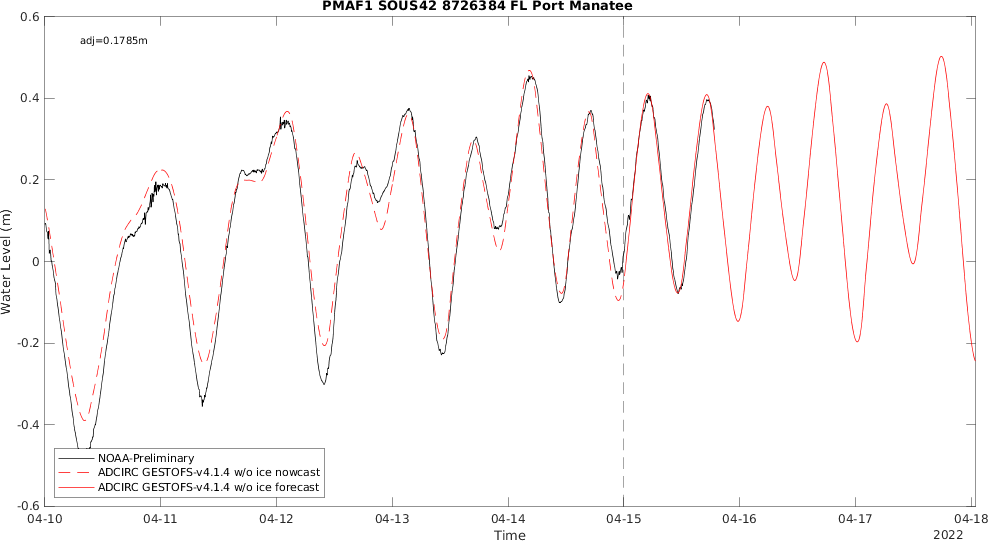 PMAF1 SOUS42 8726384 FL Port Manatee
adj=0.1785m
0.6
0.4
0.2
0
-0.2
-0.4
-0.6
Water Level (m)
NOAA-Preliminary
ADCIRC GESTOFS-v4.1.4 w/o ice nowcast
ADCIRC GESTOFS-v4.1.4 w/o ice forecast
04-10 04-11 04-12 04-13 04-14 04-15 04-16 04-17 04-18
Time
2022